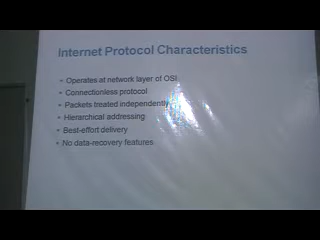 Internet Protocol Characteristics
• Operates at network layer of OSI
• Connectionless protocol
• Packets treated independently
• Hierarchical addressing
• Best-effort delivery
• No data-recovery features